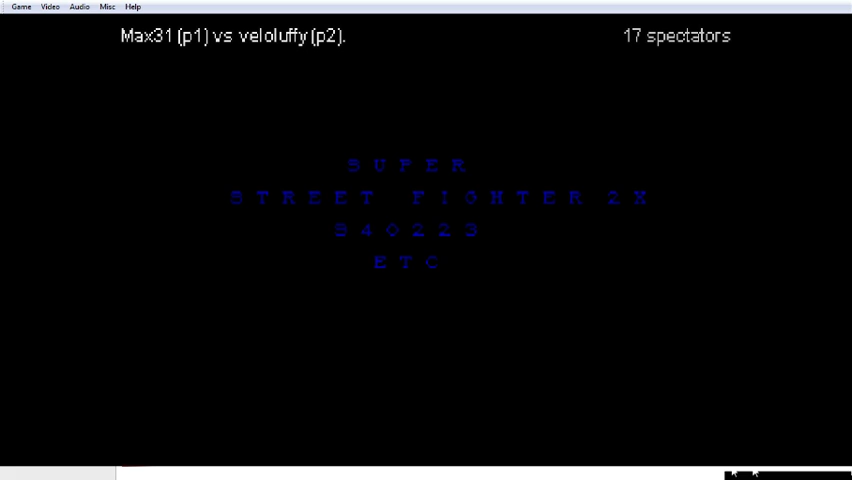 Game Video Audio Misc Help
Max31 (p1) vs veloluffy (p2). 17 spectators
SUPER
STREET FIGHTER 2X
940223
ETC